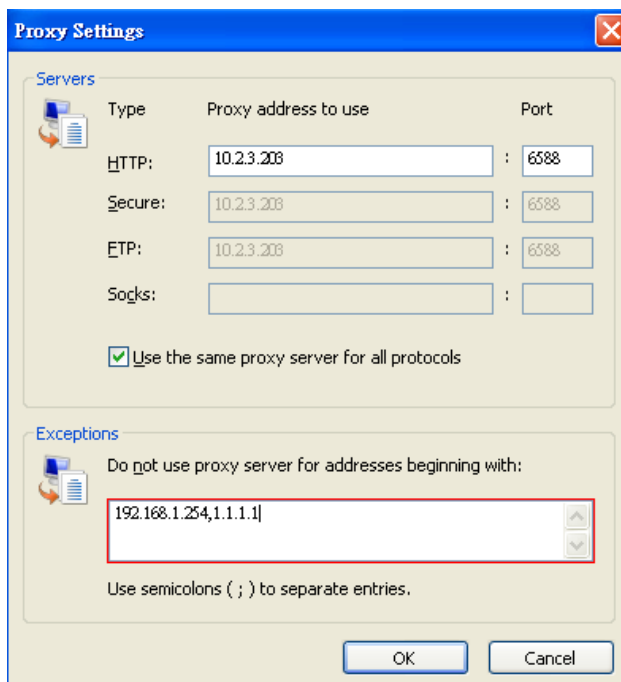 Proxy Settings
Servers
Type Proxy address to use Port
HTTP: 10.2.3.203 : 6588
Secure: 10.2.3.203 : 6588
FTP: 10.2.3.203 : 6588
Socks: :
Use the same proxy server for all protocols
Exceptions
Do not use proxy server for addresses beginning with:
192.168.1.254,1.1.1.1
Use semicolons ( ; ) to separate entries.
OK Cancel